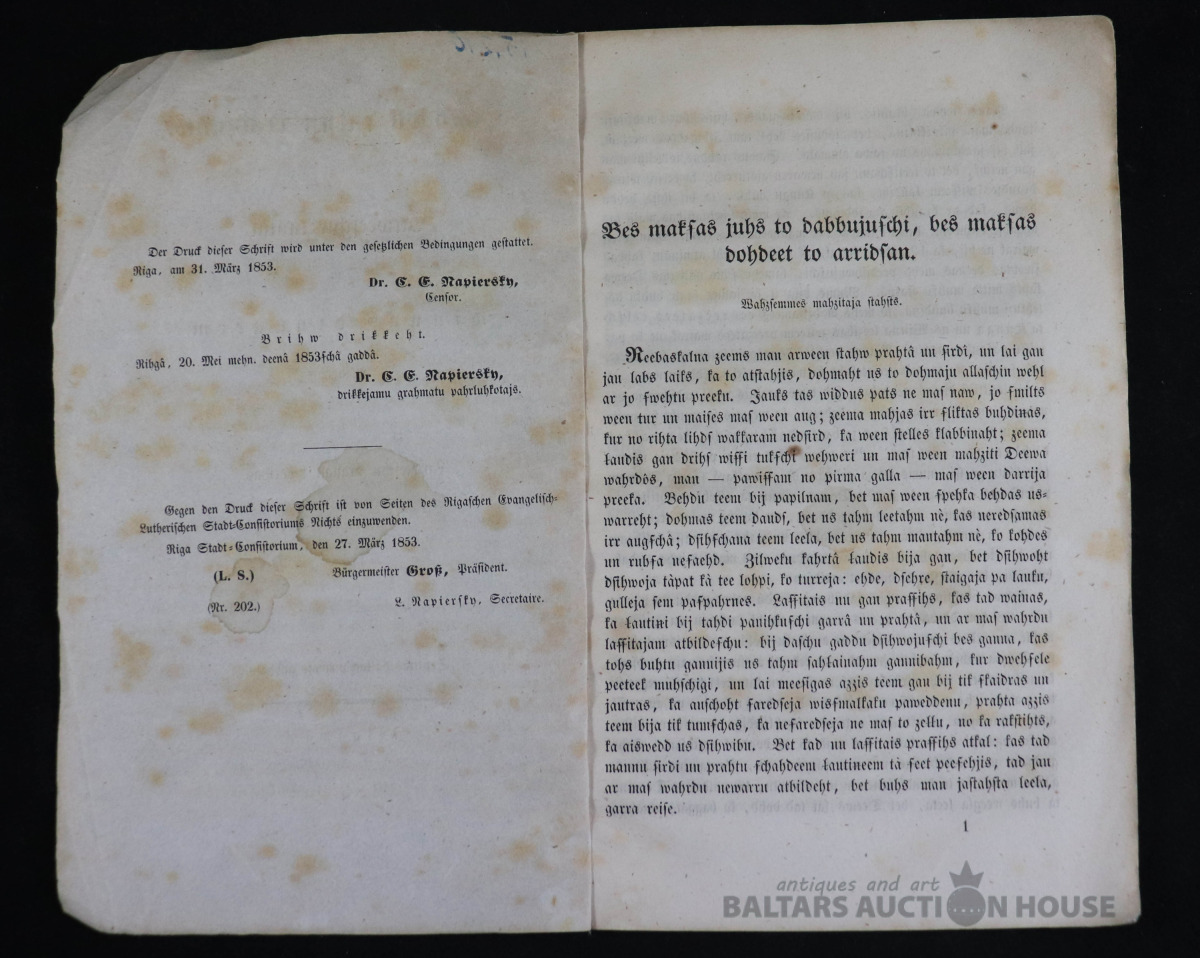 Der Druck dieser Schrift wird unter den gesetzlichen Bedingungen gestattet.
Riga, am 31. März 1853.
Dr. C. E. Napiersky,
Censor.
Brihw drikkeht.
Rihgâ, 20. Mei mehn. deenâ 1853ſchâ gaddâ.
Dr. C. E. Napiersky,
drikkejamu grahmatu pahrluhkotajs.
Gegen den Druck dieſer Schrift iſt von Seiten des Rigaſchen Evangeliſch-
Lutheriſchen Stadt-Conſiſtoriums Nichts einzuwenden.
Riga Stadt-Conſiſtorium, den 27. März 1853.
(L. S.)
Bürgermeiſter Groß, Präſident.
(Nr. 202.)
L. Napiersky, Secretaire.
Bes makſas juhs to dabbujuſchi, bes makſas
dohdeet to arridſan.
Wahzſemmes mahzitaja ſtahſts.
Neebaskalna zeems man arween ſtahw prahtâ un ſirdî, un lai gan
jau labs laiks, ka to atſtahjis, dohmaht us to dohmaju allaſchin wehl
ar jo ſwehtu preeku. Jauks tas widdus pats ne maſ naw, jo ſmilts
ween tur un maiſes maſ ween aug; zeema mahjas irr ſliktas buhdinas,
kur no rihta lihdſ wakkaram nedſird, ka ween ſtelles klabbinaht; zeema
łaudis gan drihſ wiſſi tukſchi wehweri un maſ ween mahziti Deewa
wahrdôs, man — pawiſſam no pirma galla — maſ ween darrija
preeka. Behdu teem bij papilnam, bet maſ ween ſpehka behdas us-
warreht; dohmas teem daudſ, bet us tahm leetahm nè, kas neredſamas
irr augſchâ; dſihſchana teem leela, bet us tahm mantahm nè, ko kohdes
un ruhſa neſaehd. Zilweku kahrtâ łaudis bija gan, bet dſihwoht
dſihwoja tàpat kà tee lohpi, ko turreja: ehde, dſehre, ſtaigaja pa lauku,
gulleja ſem paſpahrnes. Laſſitais nu gan praſſihs, kas tad wainas,
ka łautini bij tahdi panihkuſchi garrâ un prahtâ, un ar maſ wahrdu
laſſitajam atbildeſchu: bij daſchu gaddu dſihwojuſchi bes ganna, kas
tohs buhtu gannijis us tahm ſahłainahm gannibahm, kur dwehſele
peeteek muhſchigi, un lai meeſigas azzis teem gan bij tik ſkaidras un
jautras, ka auſchoht ſaredſeja wisſmalkaku paweddenu, prahta azzis
teem bija tik tumſchas, ka neſaredſeja ne maſ to zellu, no ka rakſtihts,
ka aiswedd us dſihwibu. Bet kad nu laſſitais praſſihs atkal: kas tad
mannu ſirdi un prahtu ſchahdeem łautineem tà ſeet peeſehjis, tad jau
ar maſ wahrdu newarru atbildeht, bet buhs man jaſtahſta leela,
garra reiſe.
1
antiques and art
BALTARS AUCTION HOUSE